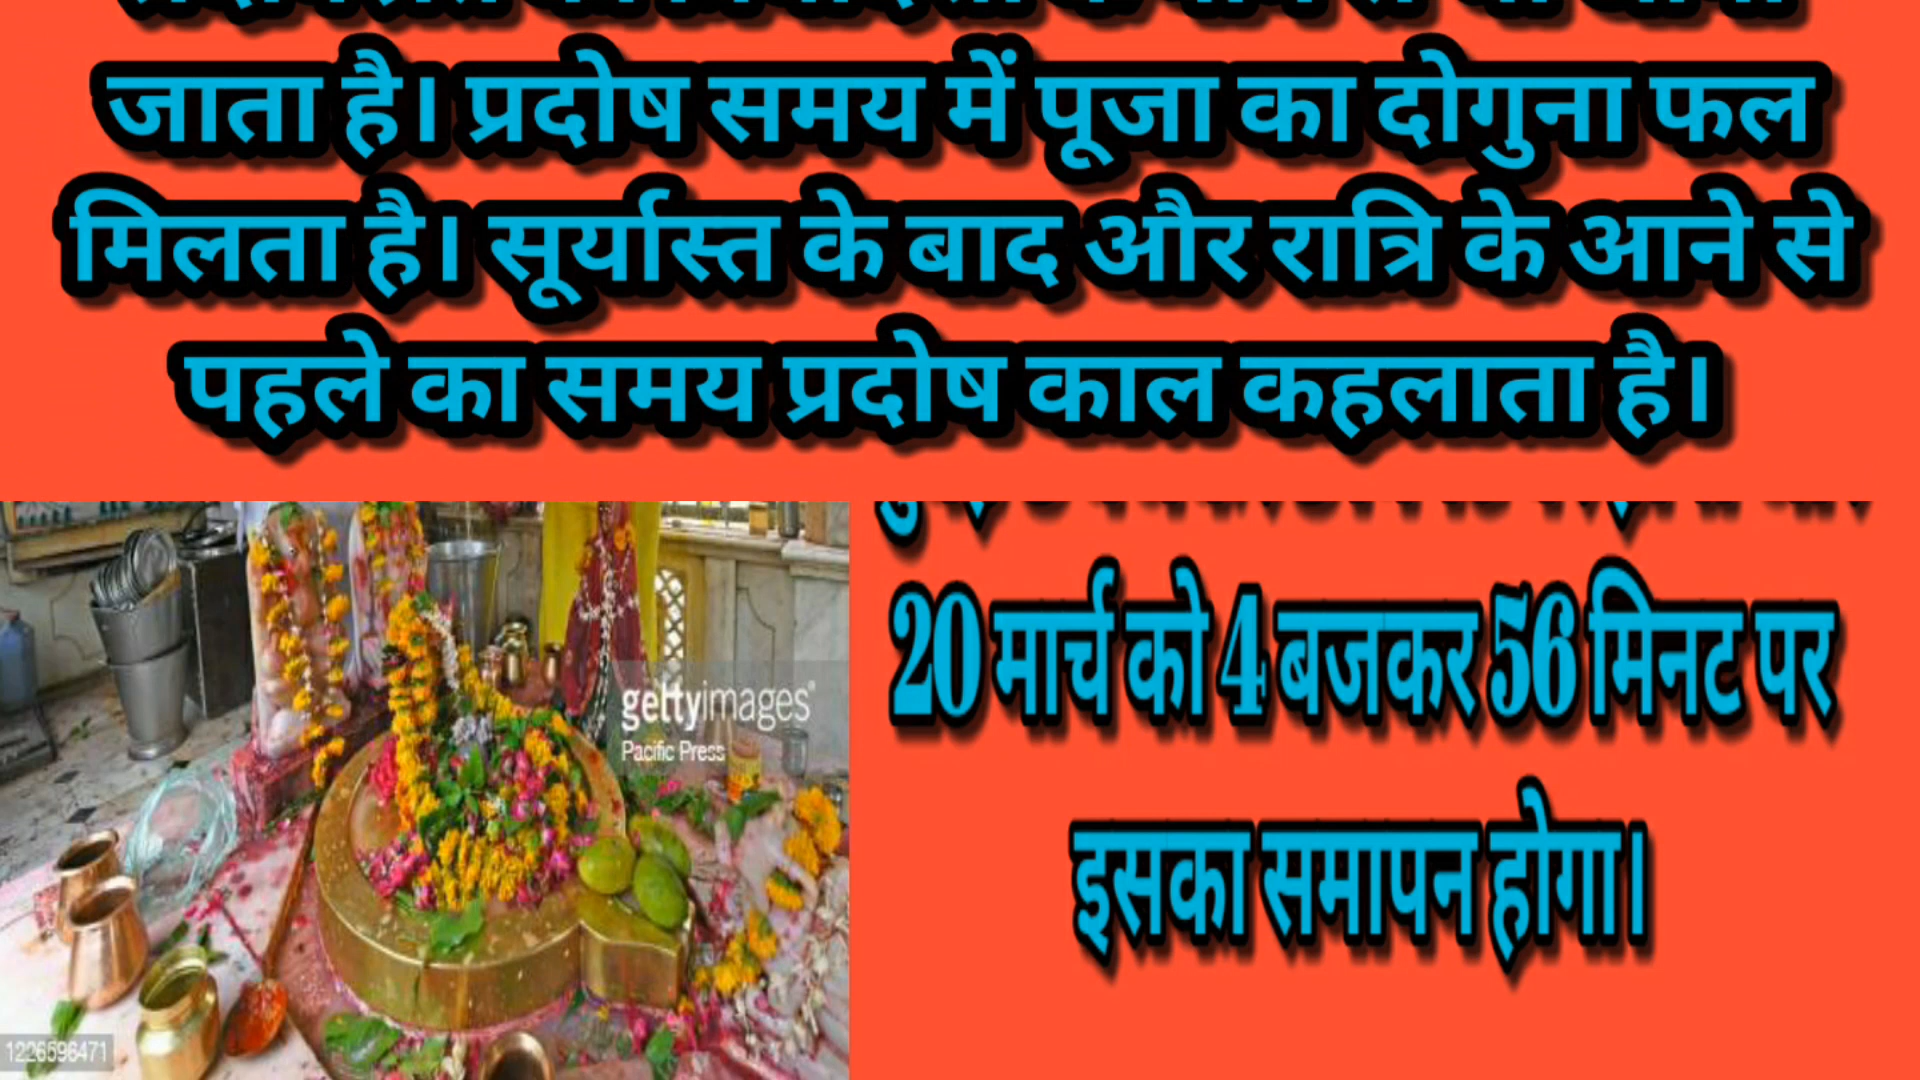 जाता है। प्रदोष समय में पूजा का दोगुना फल
मिलता है। सूर्यास्त के बाद और रात्रि के आने से
पहले का समय प्रदोष काल कहलाता है।
20 मार्च को 4 बजकर 56 मिनट पर
इसका समापन होगा।
gettyimages®
Pacific Press
1226596471